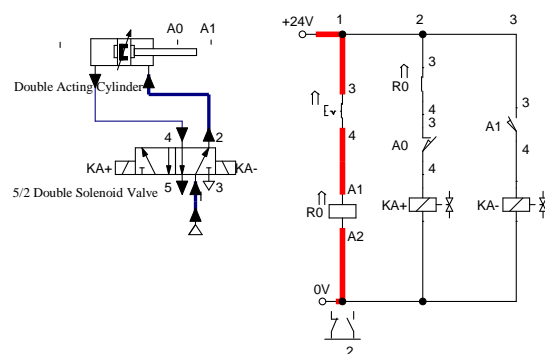 A0 A1
Double Acting Cylinder
4 2
KA+ KA-
5 3
1
5/2 Double Solenoid Valve
+24V 1 2 3
3 3 3
R0
4 4
3
A0 A1
4 4
4
A1
R0 KA+ KA-
A2
0V
2